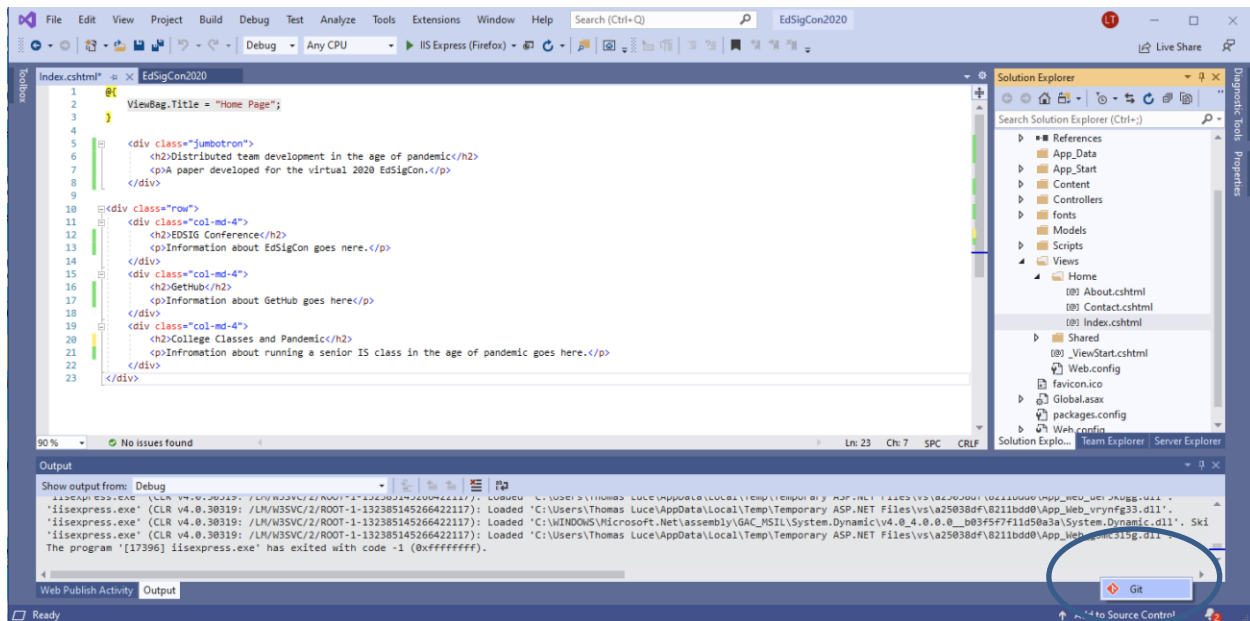 File Edit View Project Build Debug Test Analyze Tools Extensions Window Help Search (Ctrl+Q) EdSigCon2020 LT
Debug Any CPU IIS Express (Firefox) Live Share
Toolbox
Index.cshtml* EdSigCon2020
1 @{
2 ViewBag.Title = "Home Page";
3 }
4
5 <div class="jumbotron">
6 <h2>Distributed team development in the age of pandemic</h2>
7 <p>A paper developed for the virtual 2020 EdSigCon.</p>
8 </div>
9
10 <div class="row">
11 <div class="col-md-4">
12 <h2>EDSIG Conference</h2>
13 <p>Information about EdSigCon goes nere.</p>
14 </div>
15 <div class="col-md-4">
16 <h2>GetHub</h2>
17 <p>Information about GetHub goes here</p>
18 </div>
19 <div class="col-md-4">
20 <h2>College Classes and Pandemic</h2>
21 <p>Infromation about running a senior IS class in the age of pandemic goes here.</p>
22 </div>
23 </div>
90 % No issues found Ln: 23 Ch: 7 SPC CRLF
Solution Explorer
Search Solution Explorer (Ctrl+;)
References
App_Data
App_Start
Content
Controllers
fonts
Models
Scripts
Views
Home
[@] About.cshtml
[@] Contact.cshtml
[@] Index.cshtml
Shared
[@] _ViewStart.cshtml
Web.config
favicon.ico
Global.asax
packages.config
Web.config
Solution Explo... Team Explorer Server Explorer
Diagnostic Tools
Properties
Output
Show output from: Debug
'iisexpress.exe' (CLR v4.0.30319: /LM/W3SVC/2/ROOT-1-132385145266422117): Loaded 'C:\Users\Thomas Luce\AppData\Local\Temp\Temporary ASP.NET Files\vs\a25038df\8211bdd0\App_Web_vrynfg33.dll'.
'iisexpress.exe' (CLR v4.0.30319: /LM/W3SVC/2/ROOT-1-132385145266422117): Loaded 'C:\WINDOWS\Microsoft.Net\assembly\GAC_MSIL\System.Dynamic\v4.0_4.0.0.0__b03f5f7f11d50a3a\System.Dynamic.dll'. Ski
'iisexpress.exe' (CLR v4.0.30319: /LM/W3SVC/2/ROOT-1-132385145266422117): Loaded 'C:\Users\Thomas Luce\AppData\Local\Temp\Temporary ASP.NET Files\vs\a25038df\8211bdd0\
The program '[17396] iisexpress.exe' has exited with code -1 (0xffffffff).
Web Publish Activity Output
Git
Ready Add to Source Control 2